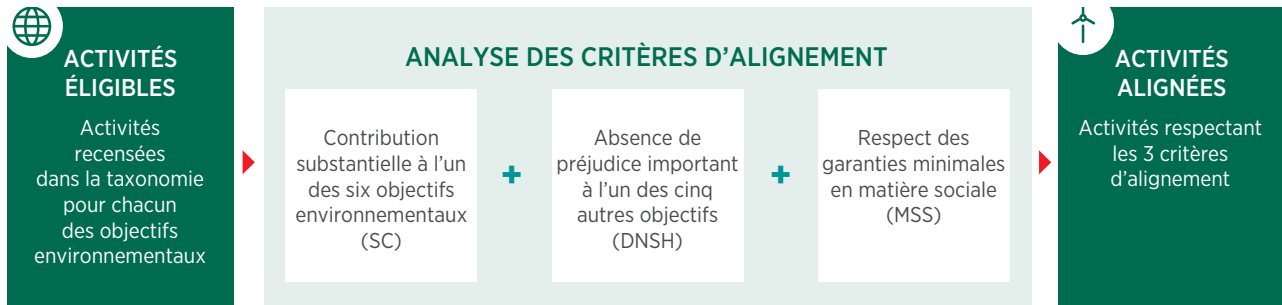 ACTIVITÉS
ÉLIGIBLES
Activités
recensées
dans la taxonomie
pour chacun
des objectifs
environnementaux
ANALYSE DES CRITÈRES D’ALIGNEMENT
Contribution
substantielle à l’un
des six objectifs
environnementaux
(SC)
+
Absence de
préjudice important
à l’un des cinq
autres objectifs
(DNSH)
+
Respect des
garanties minimales
en matière sociale
(MSS)
ACTIVITÉS
ALIGNÉES
Activités respectant
les 3 critères
d’alignement